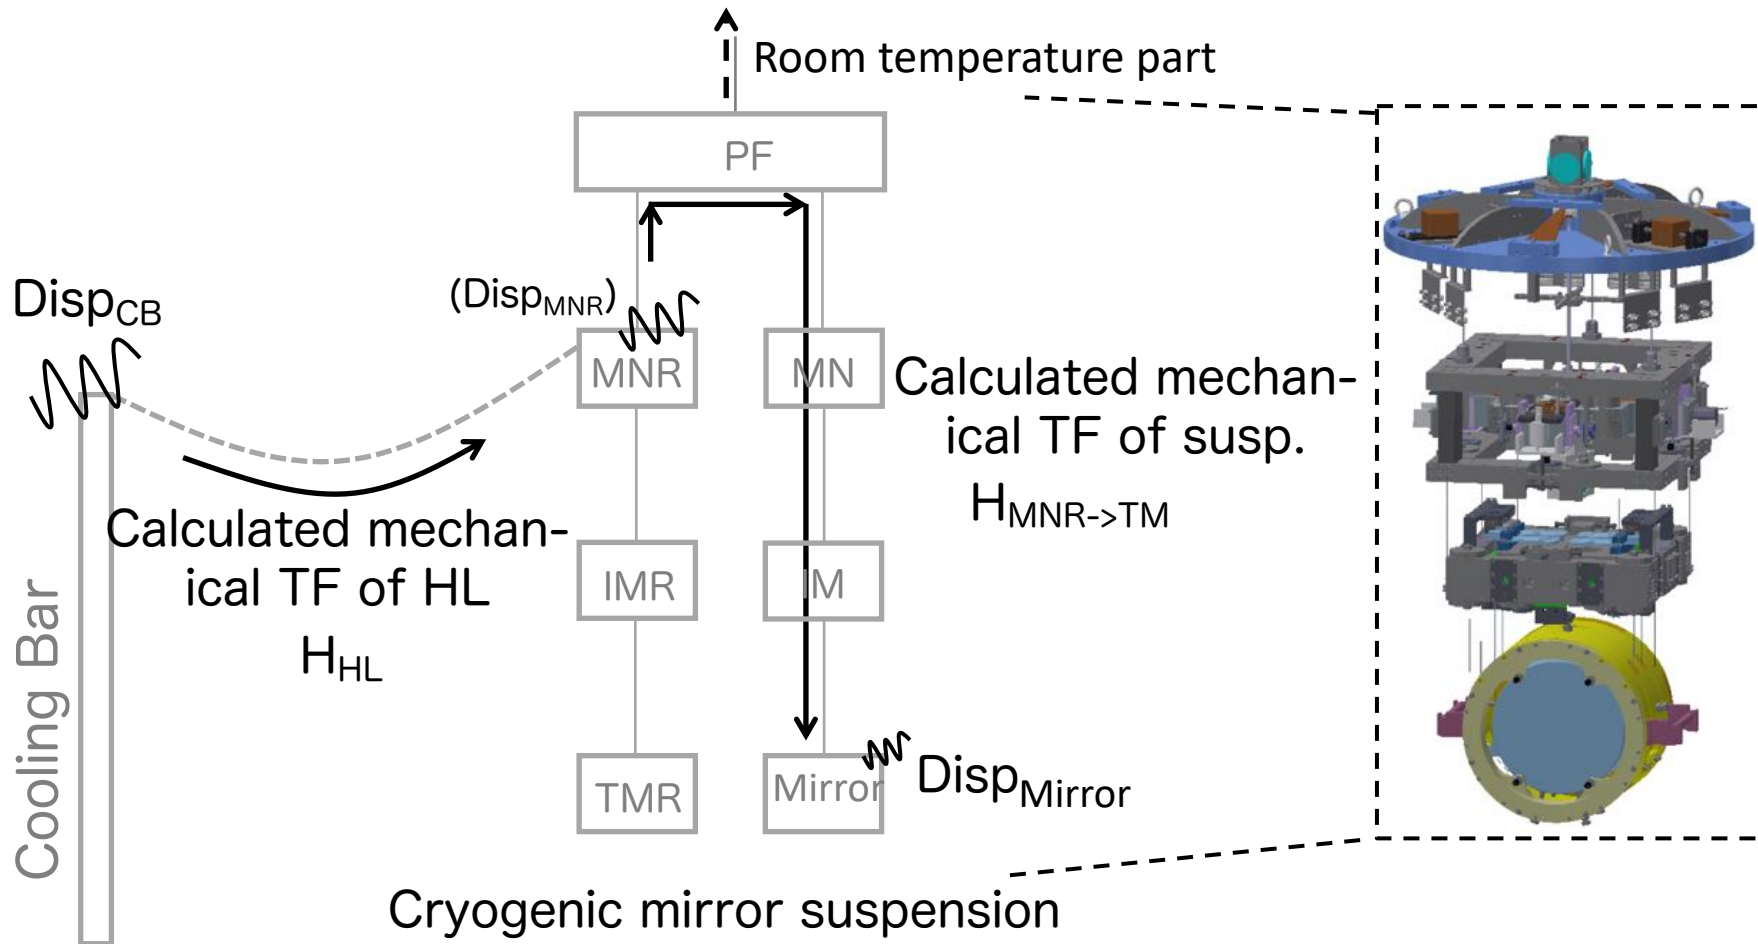 Room temperature part
PF
Disp_CB
(Disp_MNR)
MNR
MN
Calculated mechan-
ical TF of susp.
H_MNR->TM
Calculated mechan-
ical TF of HL
H_HL
IMR
IM
Cooling Bar
TMR
Mirror
Disp_Mirror
Cryogenic mirror suspension